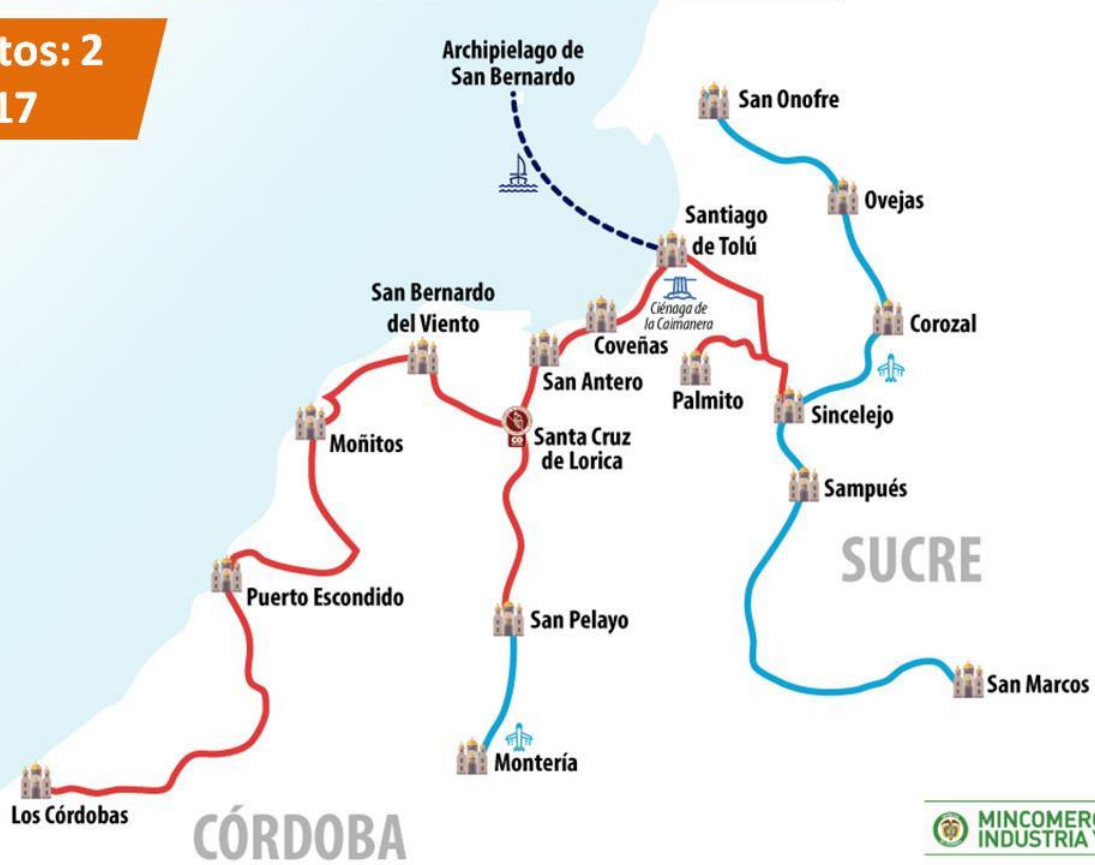 tos: 2
17
Archipielago de
San Bernardo
San Onofre
Ovejas
Santiago
de Tolú
Ciénaga de
la Caimanera
San Bernardo
del Viento
Corozal
Coveñas
San Antero
Palmito
Sincelejo
Moñitos
Santa Cruz
de Lorica
CO
Sampués
SUCRE
Puerto Escondido
San Pelayo
San Marcos
Montería
Los Córdobas
CÓRDOBA
MINCOMERC
INDUSTRIA Y